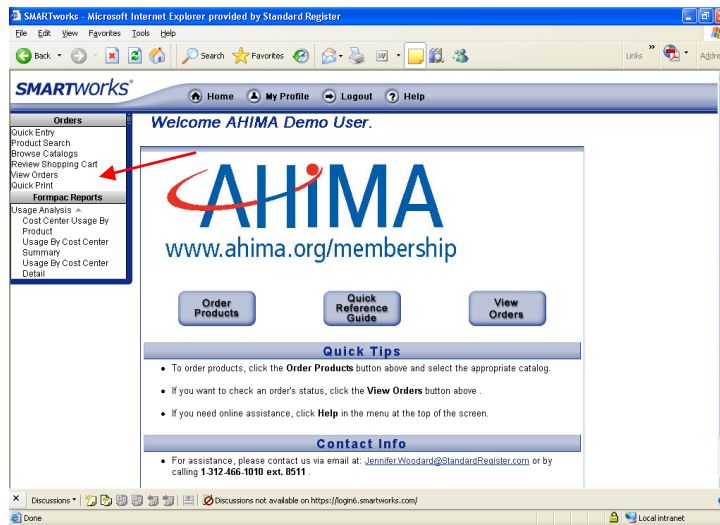 SMARTworks - Microsoft Internet Explorer provided by Standard Register
File Edit View Favorites Tools Help
Back Search Favorites Links Addre
SMARTworks®
Home My Profile Logout Help
Orders
Quick Entry
Product Search
Browse Catalogs
Review Shopping Cart
View Orders
Quick Print
Formpac Reports
Usage Analysis
Cost Center Usage By
Product
Usage By Cost Center
Summary
Usage By Cost Center
Detail
Welcome AHIMA Demo User.
AHIMA
www.ahima.org/membership
Order
Products
Quick
Reference
Guide
View
Orders
Quick Tips
• To order products, click the Order Products button above and select the appropriate catalog.
• If you want to check an order's status, click the View Orders button above .
• If you need online assistance, click Help in the menu at the top of the screen.
Contact Info
• For assistance, please contact us via email at: Jennifer.Woodard@StandardRegister.com or by
calling 1-312-466-1010 ext. 8511 .
Discussions Discussions not available on https://login6.smartworks.com/
Done Local intranet